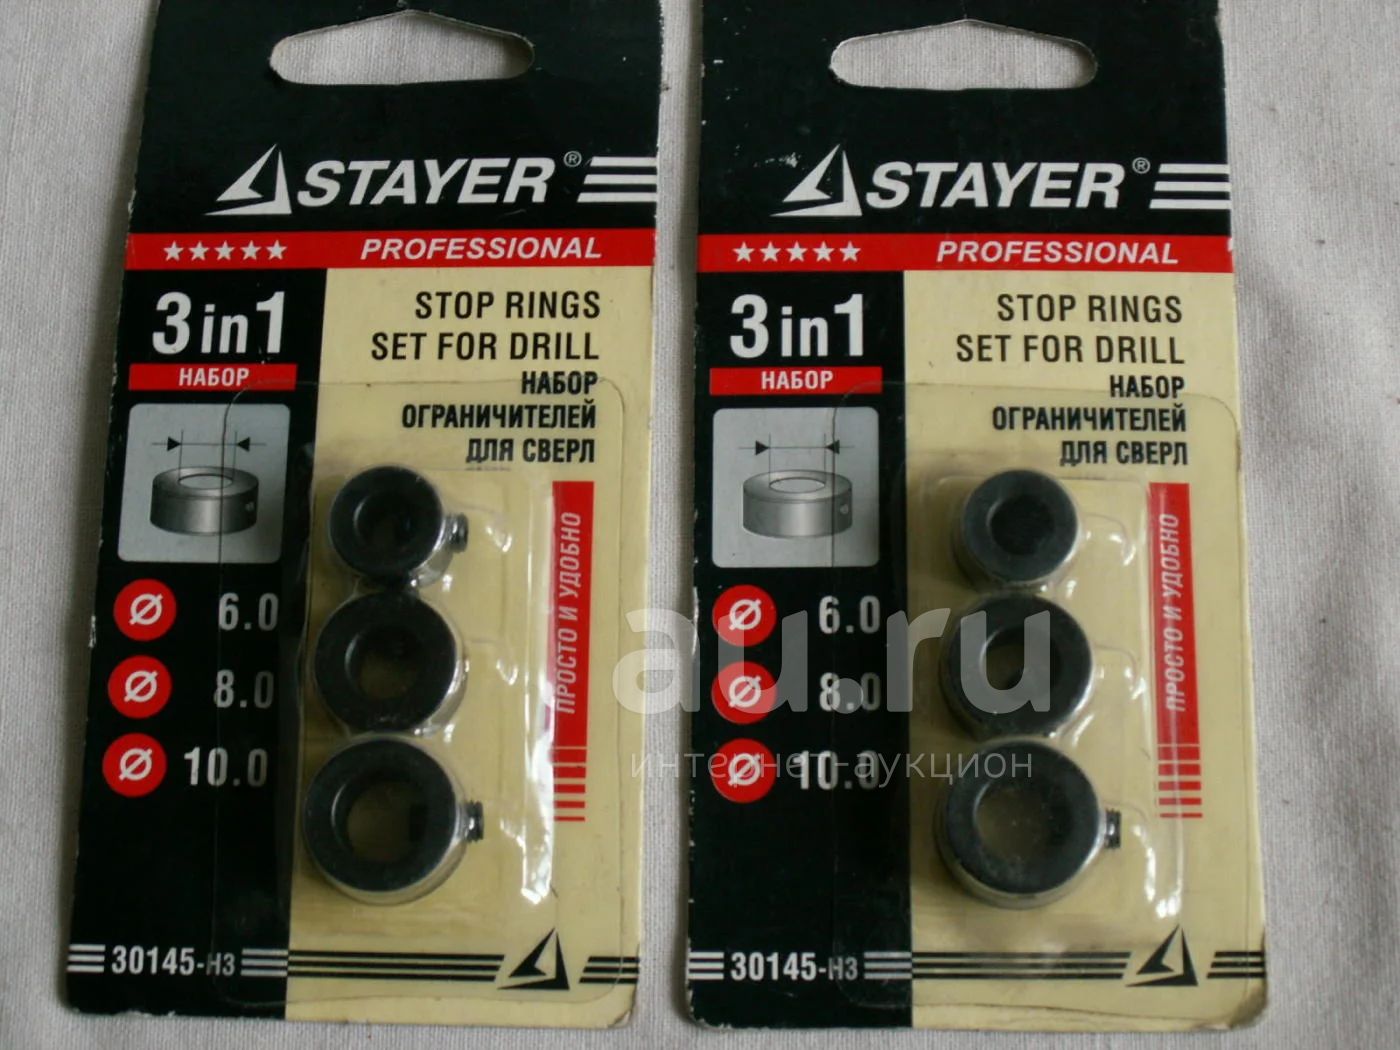 STAYER®
PROFESSIONAL
3 in 1
НАБОР
STOP RINGS
SET FOR DRILL
НАБОР
ОГРАНИЧИТЕЛЕЙ
ДЛЯ СВЕРЛ
ПРОСТО И УДОБНО
Ø 6.0
Ø 8.0
Ø 10.0
30145-H3
STAYER®
PROFESSIONAL
3 in 1
НАБОР
STOP RINGS
SET FOR DRILL
НАБОР
ОГРАНИЧИТЕЛЕЙ
ДЛЯ СВЕРЛ
ПРОСТО И УДОБНО
Ø 6.0
Ø 8.0
Ø 10.0
30145-H3
au.ru
интернет-аукцион